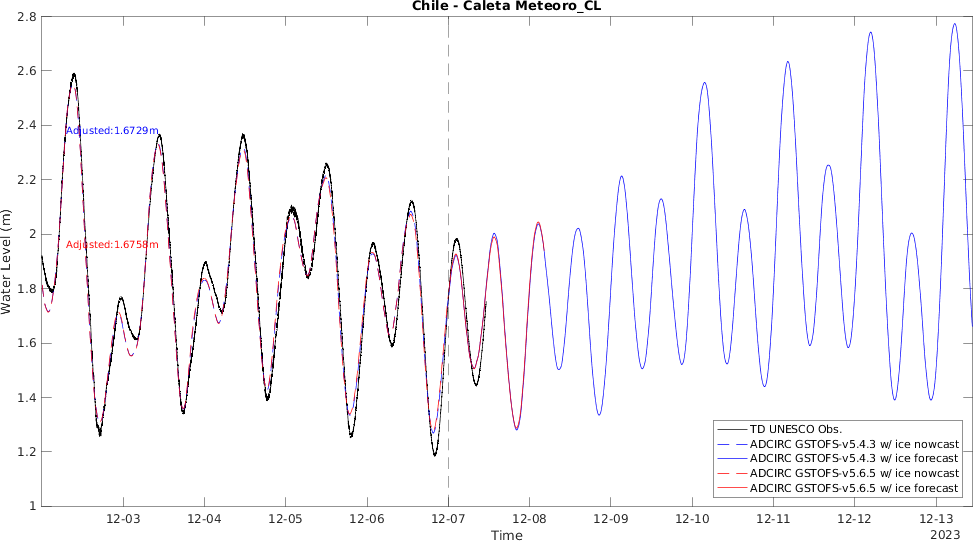 Chile - Caleta Meteoro_CL
2.8
2.6
2.4
2.2
2
1.8
1.6
1.4
1.2
1
Water Level (m)
Adjusted:1.6729m
Adjusted:1.6758m
TD UNESCO Obs.
ADCIRC GSTOFS-v5.4.3 w/ ice nowcast
ADCIRC GSTOFS-v5.4.3 w/ ice forecast
ADCIRC GSTOFS-v5.6.5 w/ ice nowcast
ADCIRC GSTOFS-v5.6.5 w/ ice forecast
12-03 12-04 12-05 12-06 12-07 12-08 12-09 12-10 12-11 12-12 12-13
2023
Time